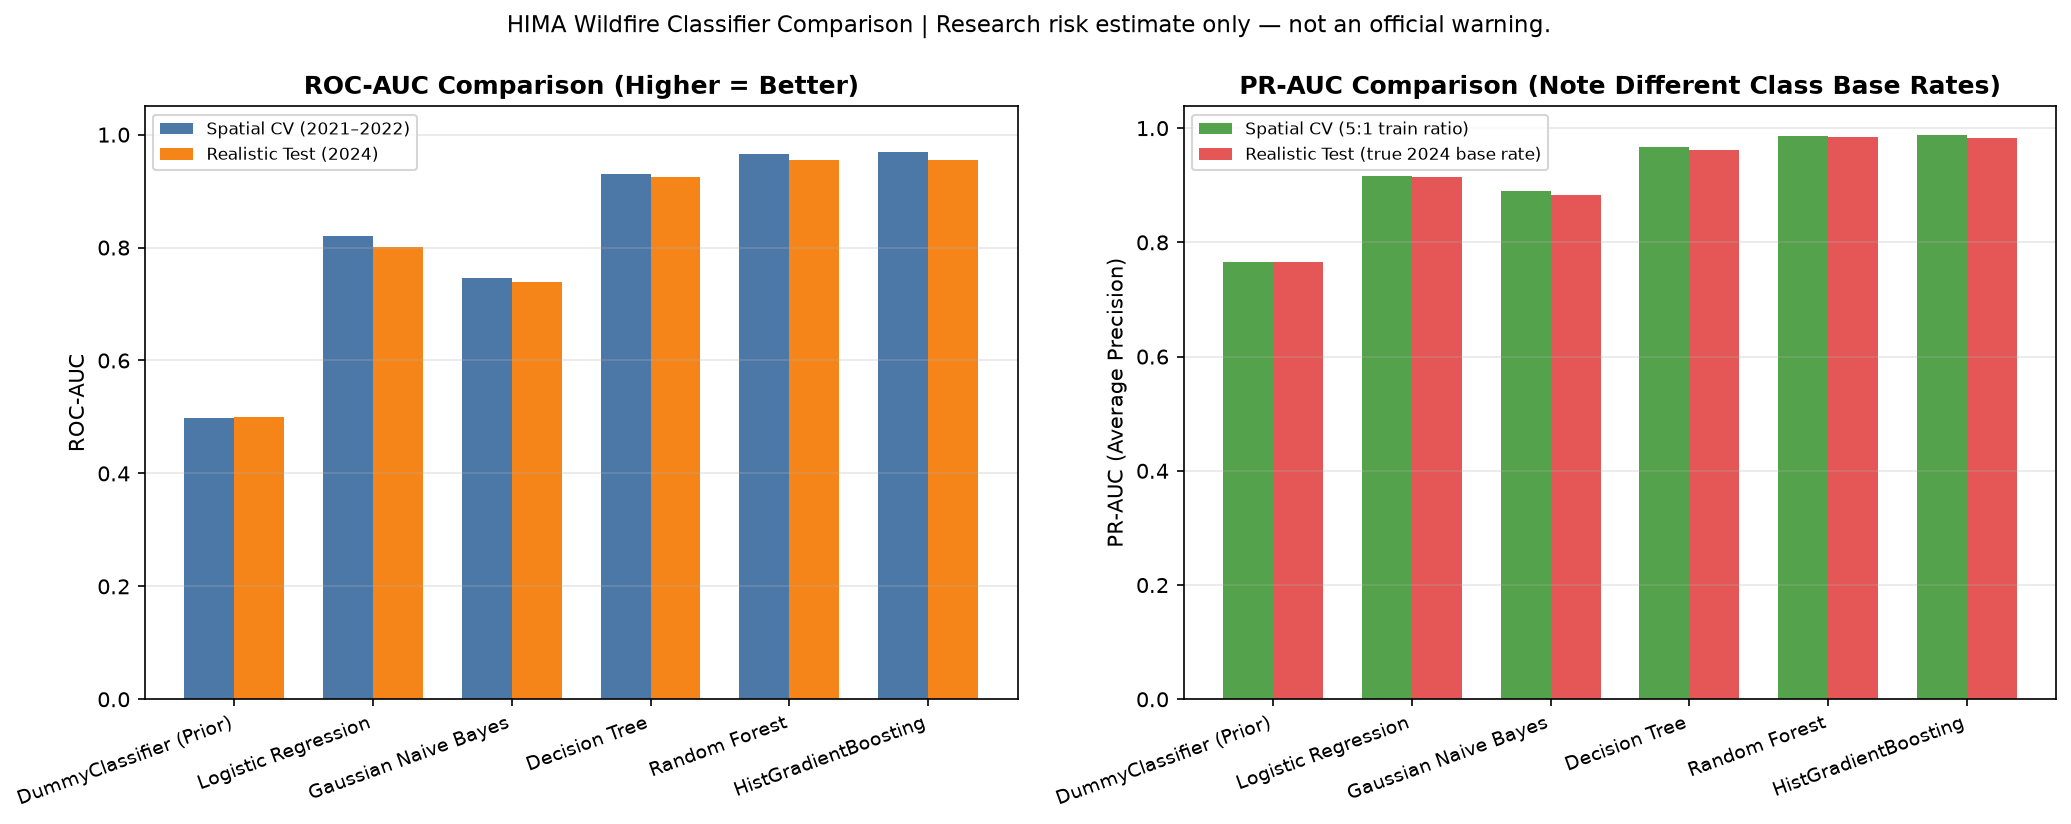 HIMA Wildfire Classifier Comparison | Research risk estimate only — not an official warning.
ROC-AUC Comparison (Higher = Better)
Spatial CV (2021–2022)
Realistic Test (2024)
ROC-AUC
1.0
0.8
0.6
0.4
0.2
0.0
DummyClassifier (Prior)
Logistic Regression
Gaussian Naive Bayes
Decision Tree
Random Forest
HistGradientBoosting
PR-AUC Comparison (Note Different Class Base Rates)
Spatial CV (5:1 train ratio)
Realistic Test (true 2024 base rate)
PR-AUC (Average Precision)
1.0
0.8
0.6
0.4
0.2
0.0
DummyClassifier (Prior)
Logistic Regression
Gaussian Naive Bayes
Decision Tree
Random Forest
HistGradientBoosting